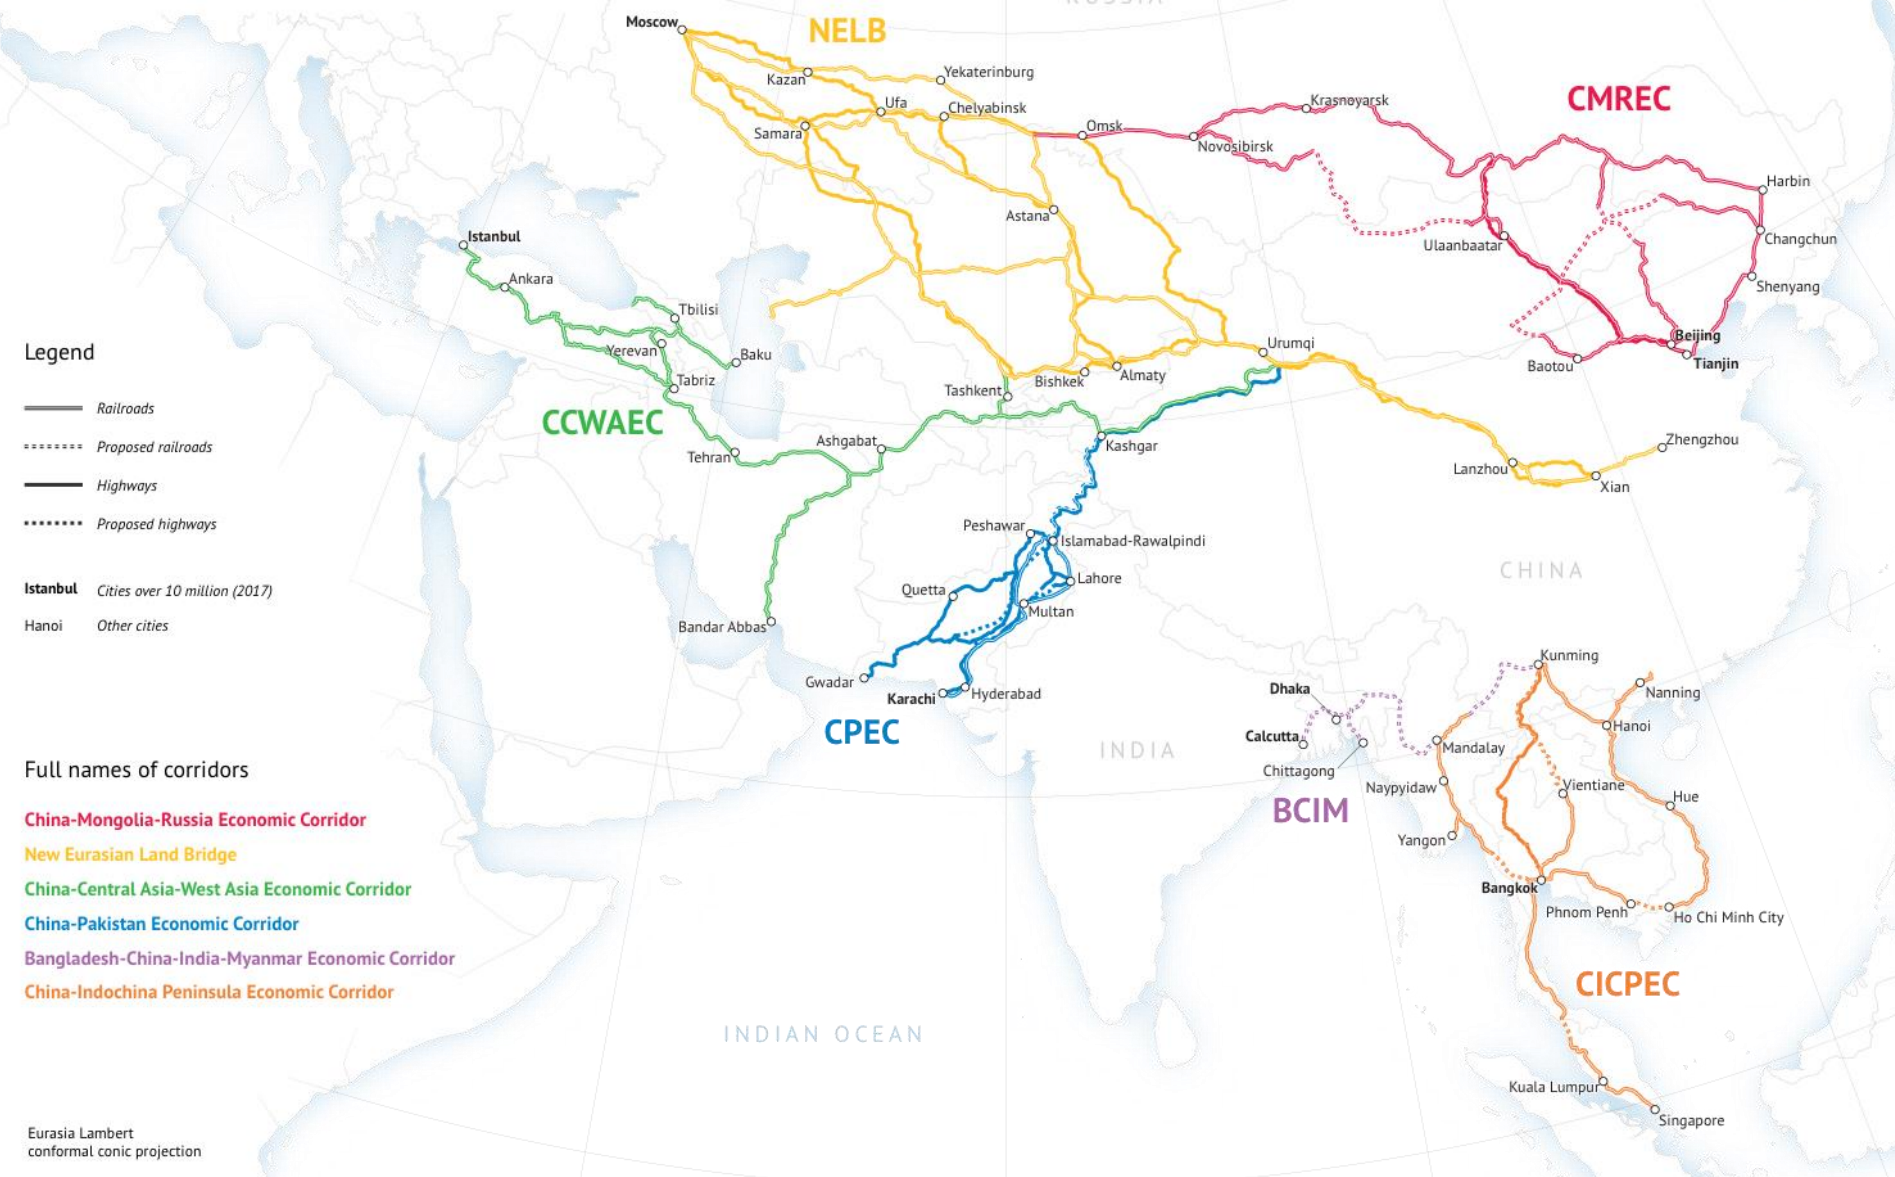 RUSSIA
Moscow
NELB
Kazan
Yekaterinburg
Ufa
Chelyabinsk
Samara
Omsk
Novosibirsk
Krasnoyarsk
CMREC
Harbin
Astana
Ulaanbaatar
Changchun
Shenyang
Istanbul
Ankara
Tbilisi
Yerevan
Baku
Tabriz
Urumqi
Beijing
Tianjin
Baotou
Tashkent
Bishkek
Almaty
CCWAEC
Tehran
Ashgabat
Kashgar
Zhengzhou
Lanzhou
Xian
Legend
Railroads
Proposed railroads
Highways
Proposed highways
Istanbul Cities over 10 million (2017)
Hanoi Other cities
Peshawar
Islamabad-Rawalpindi
Lahore
Quetta
Multan
Bandar Abbas
Gwadar
Karachi
Hyderabad
CPEC
CHINA
INDIA
Kunming
Nanning
Dhaka
Hanoi
Calcutta
Mandalay
Chittagong
Naypyidaw
Vientiane
Hue
BCIM
Yangon
Bangkok
Phnom Penh
Ho Chi Minh City
CICPEC
Kuala Lumpur
Singapore
INDIAN OCEAN
Full names of corridors
China-Mongolia-Russia Economic Corridor
New Eurasian Land Bridge
China-Central Asia-West Asia Economic Corridor
China-Pakistan Economic Corridor
Bangladesh-China-India-Myanmar Economic Corridor
China-Indochina Peninsula Economic Corridor
Eurasia Lambert
conformal conic projection